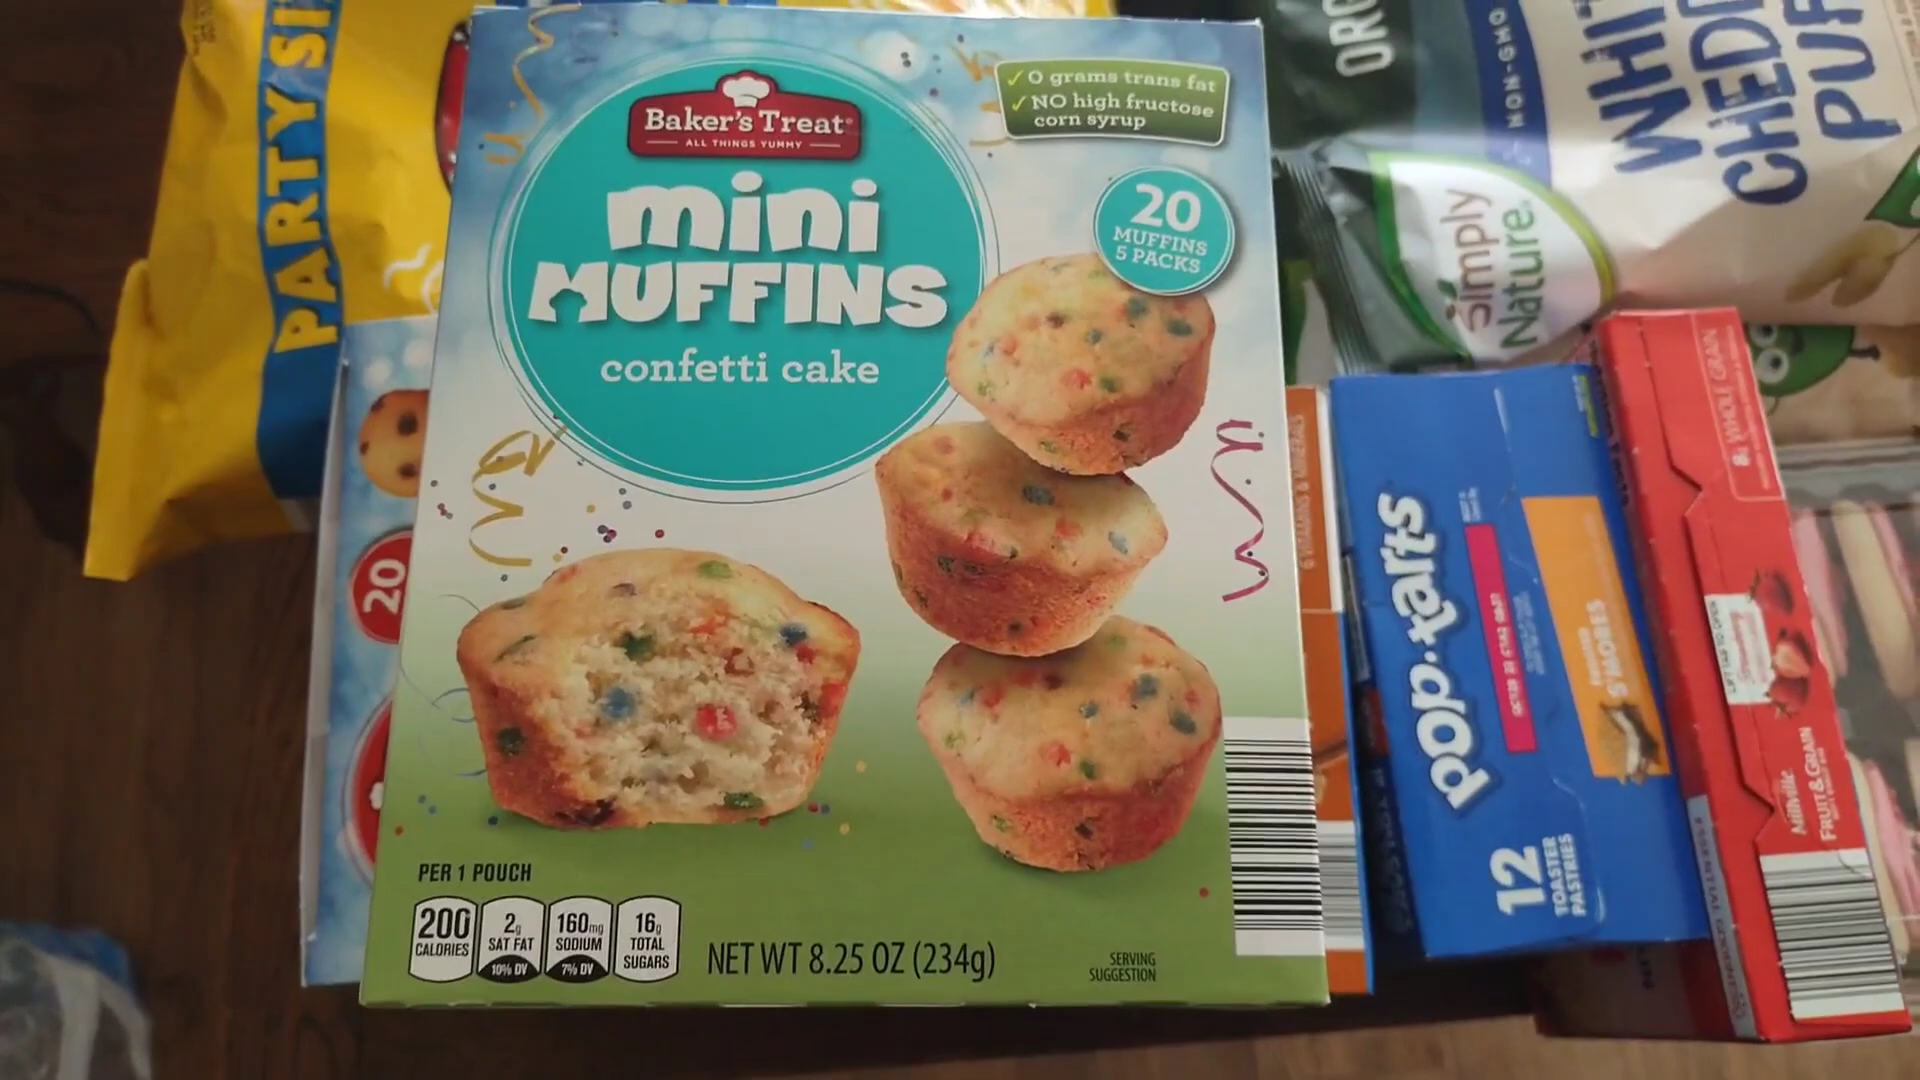 PARTY SI
Baker's Treat
ALL THINGS YUMMY
mini
MUFFINS
confetti cake
✓ 0 grams trans fat
✓ NO high fructose
corn syrup
20
MUFFINS
5 PACKS
PER 1 POUCH
200
CALORIES
2g
SAT FAT
10% DV
160mg
SODIUM
7% DV
16g
TOTAL
SUGARS
NET WT 8.25 OZ (234g)
SERVING
SUGGESTION
20
ORG
NON-GMO
WHIT
CHEDD
PUF
Simply
Nature
pop·tarts
S'MORES
12
TOASTER
PASTRIES
8g WHOLE GRAIN
Millville
FRUIT & GRAIN